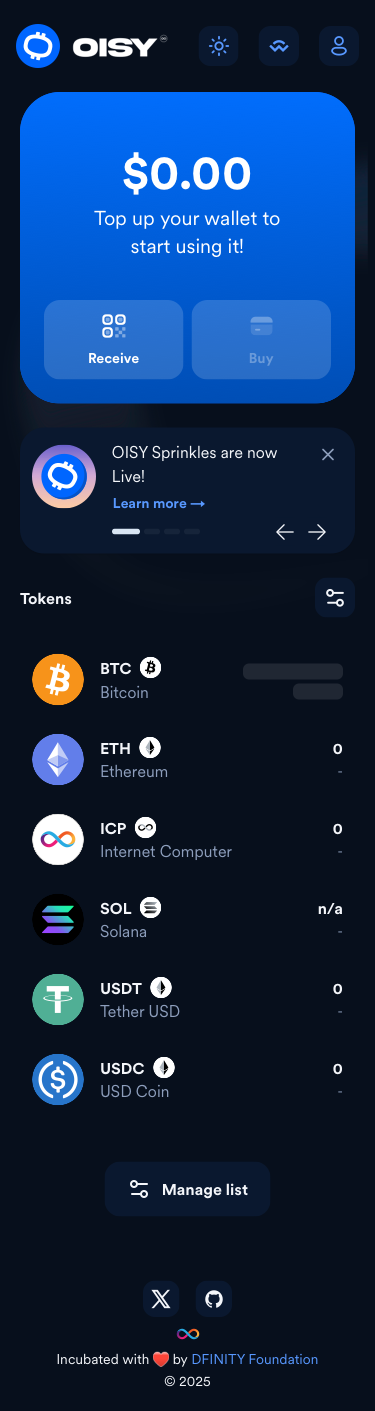 OISY
$0.00
Top up your wallet to
start using it!
Receive
Buy
OISY Sprinkles are now
Live!
Learn more →
Tokens
BTC
Bitcoin
ETH
0
Ethereum
-
ICP
0
Internet Computer
-
SOL
n/a
Solana
-
USDT
0
Tether USD
-
USDC
0
USD Coin
-
Manage list
Incubated with ❤️ by DFINITY Foundation
© 2025